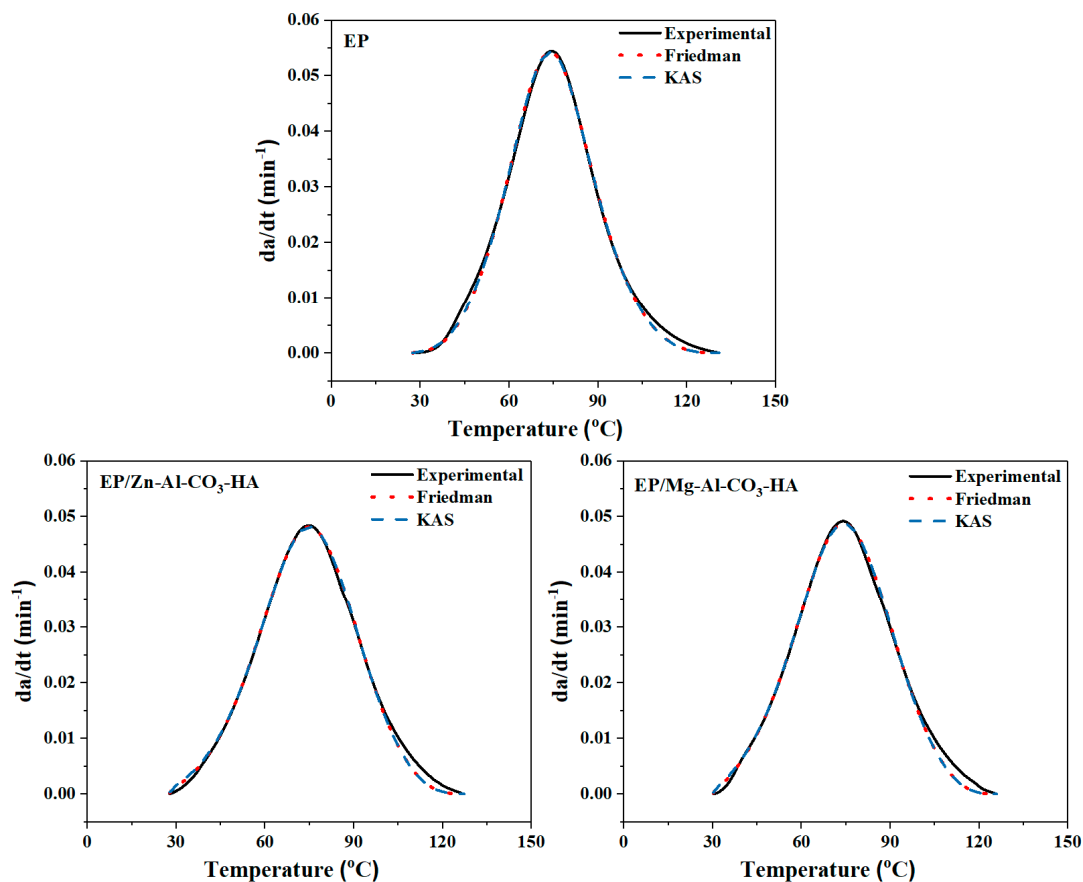 EP
Experimental
Friedman
KAS
0.06
0.05
0.04
0.03
0.02
0.01
0.00
da/dt (min⁻¹)
0 30 60 90 120 150
Temperature (°C)
EP/Zn-Al-CO₃-HA
Experimental
Friedman
KAS
0.06
0.05
0.04
0.03
0.02
0.01
0.00
da/dt (min⁻¹)
0 30 60 90 120 150
Temperature (°C)
EP/Mg-Al-CO₃-HA
Experimental
Friedman
KAS
0.06
0.05
0.04
0.03
0.02
0.01
0.00
da/dt (min⁻¹)
0 30 60 90 120 150
Temperature (°C)